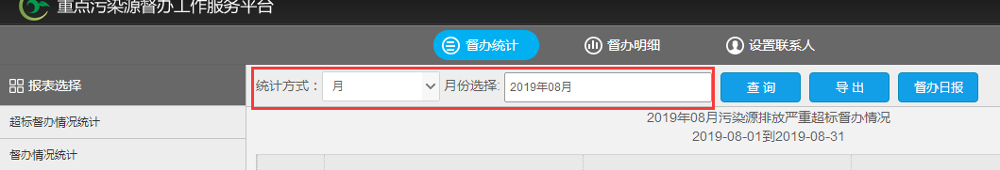 重点污染源督办工作服务平台
督办统计 督办明细 设置联系人
报表选择
超标督办情况统计
督办情况统计
统计方式： 月 月份选择: 2019年08月 查 询 导 出 督办日报
2019年08月污染源排放严重超标督办情况
2019-08-01到2019-08-31